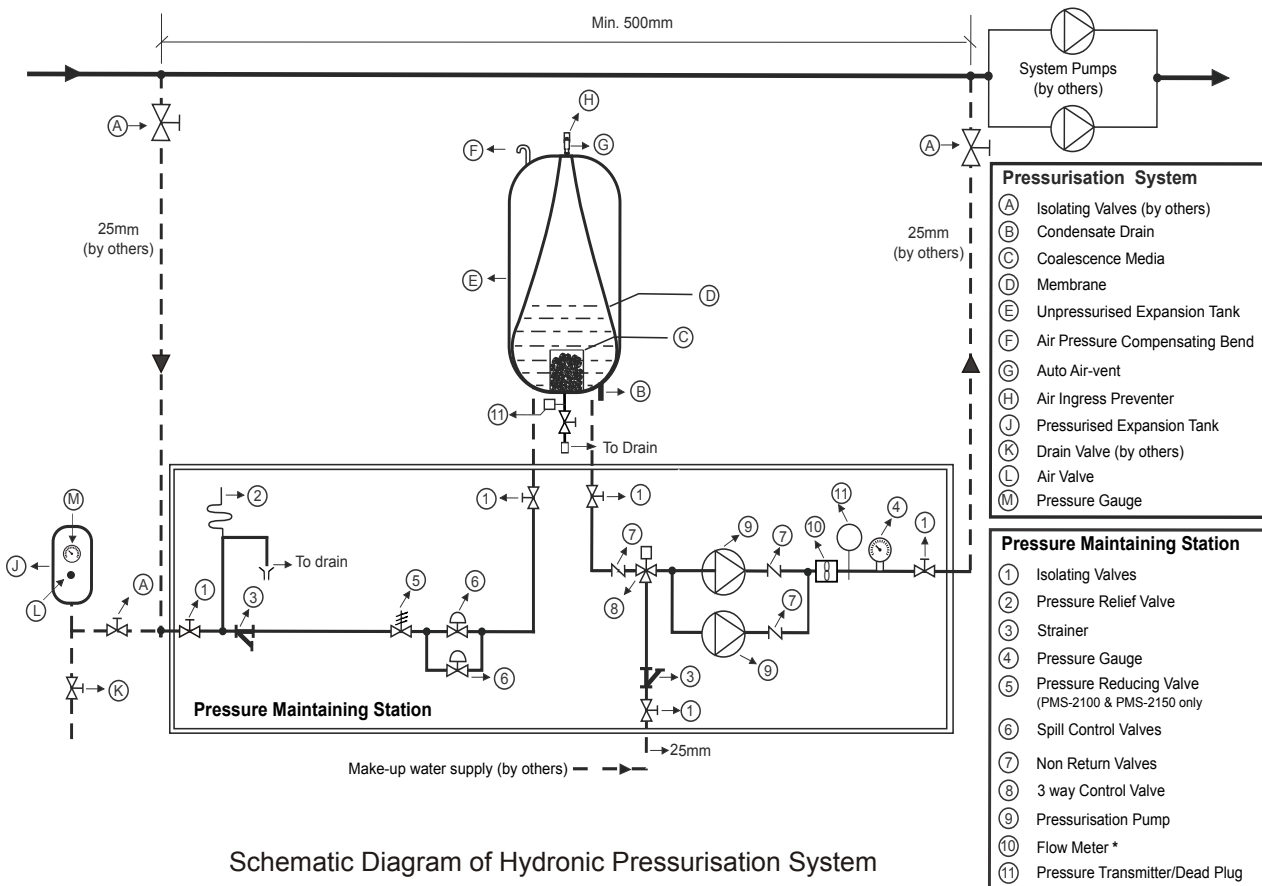 Min. 500mm
System Pumps
(by others)
H
G
F
A
A
25mm
(by others)
25mm
(by others)
E
D
C
B
11
To Drain
Pressurisation System
A Isolating Valves (by others)
B Condensate Drain
C Coalescence Media
D Membrane
E Unpressurised Expansion Tank
F Air Pressure Compensating Bend
G Auto Air-vent
H Air Ingress Preventer
J Pressurised Expansion Tank
K Drain Valve (by others)
L Air Valve
M Pressure Gauge
M
J
L
A
K
2
To drain
1
3
5
6
6
1
1
7
8
9
7
7
9
10
11
4
1
3
1
Pressure Maintaining Station
25mm
Make-up water supply (by others)
Pressure Maintaining Station
1 Isolating Valves
2 Pressure Relief Valve
3 Strainer
4 Pressure Gauge
5 Pressure Reducing Valve
(PMS-2100 & PMS-2150 only
6 Spill Control Valves
7 Non Return Valves
8 3 way Control Valve
9 Pressurisation Pump
10 Flow Meter *
11 Pressure Transmitter/Dead Plug
Schematic Diagram of Hydronic Pressurisation System